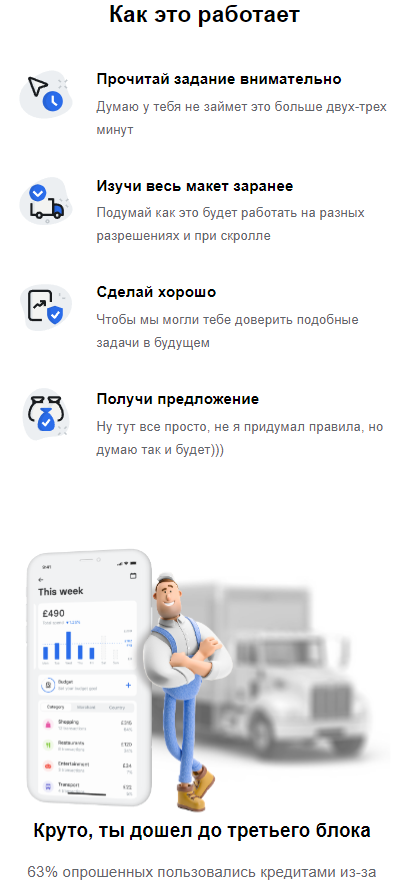 Как это работает
Прочитай задание внимательно
Думаю у тебя не займет это больше двух-трех
минут
Изучи весь макет заранее
Подумай как это будет работать на разных
разрешениях и при скролле
Сделай хорошо
Чтобы мы могли тебе доверить подобные
задачи в будущем
Получи предложение
Ну тут все просто, не я придумал правила, но
думаю так и будет)))
This week
£490
Budget
Category
Shopping
£316
Restaurants
£120
Entertainment
£24
Transport
Круто, ты дошел до третьего блока
63% опрошенных пользовались кредитами из-за